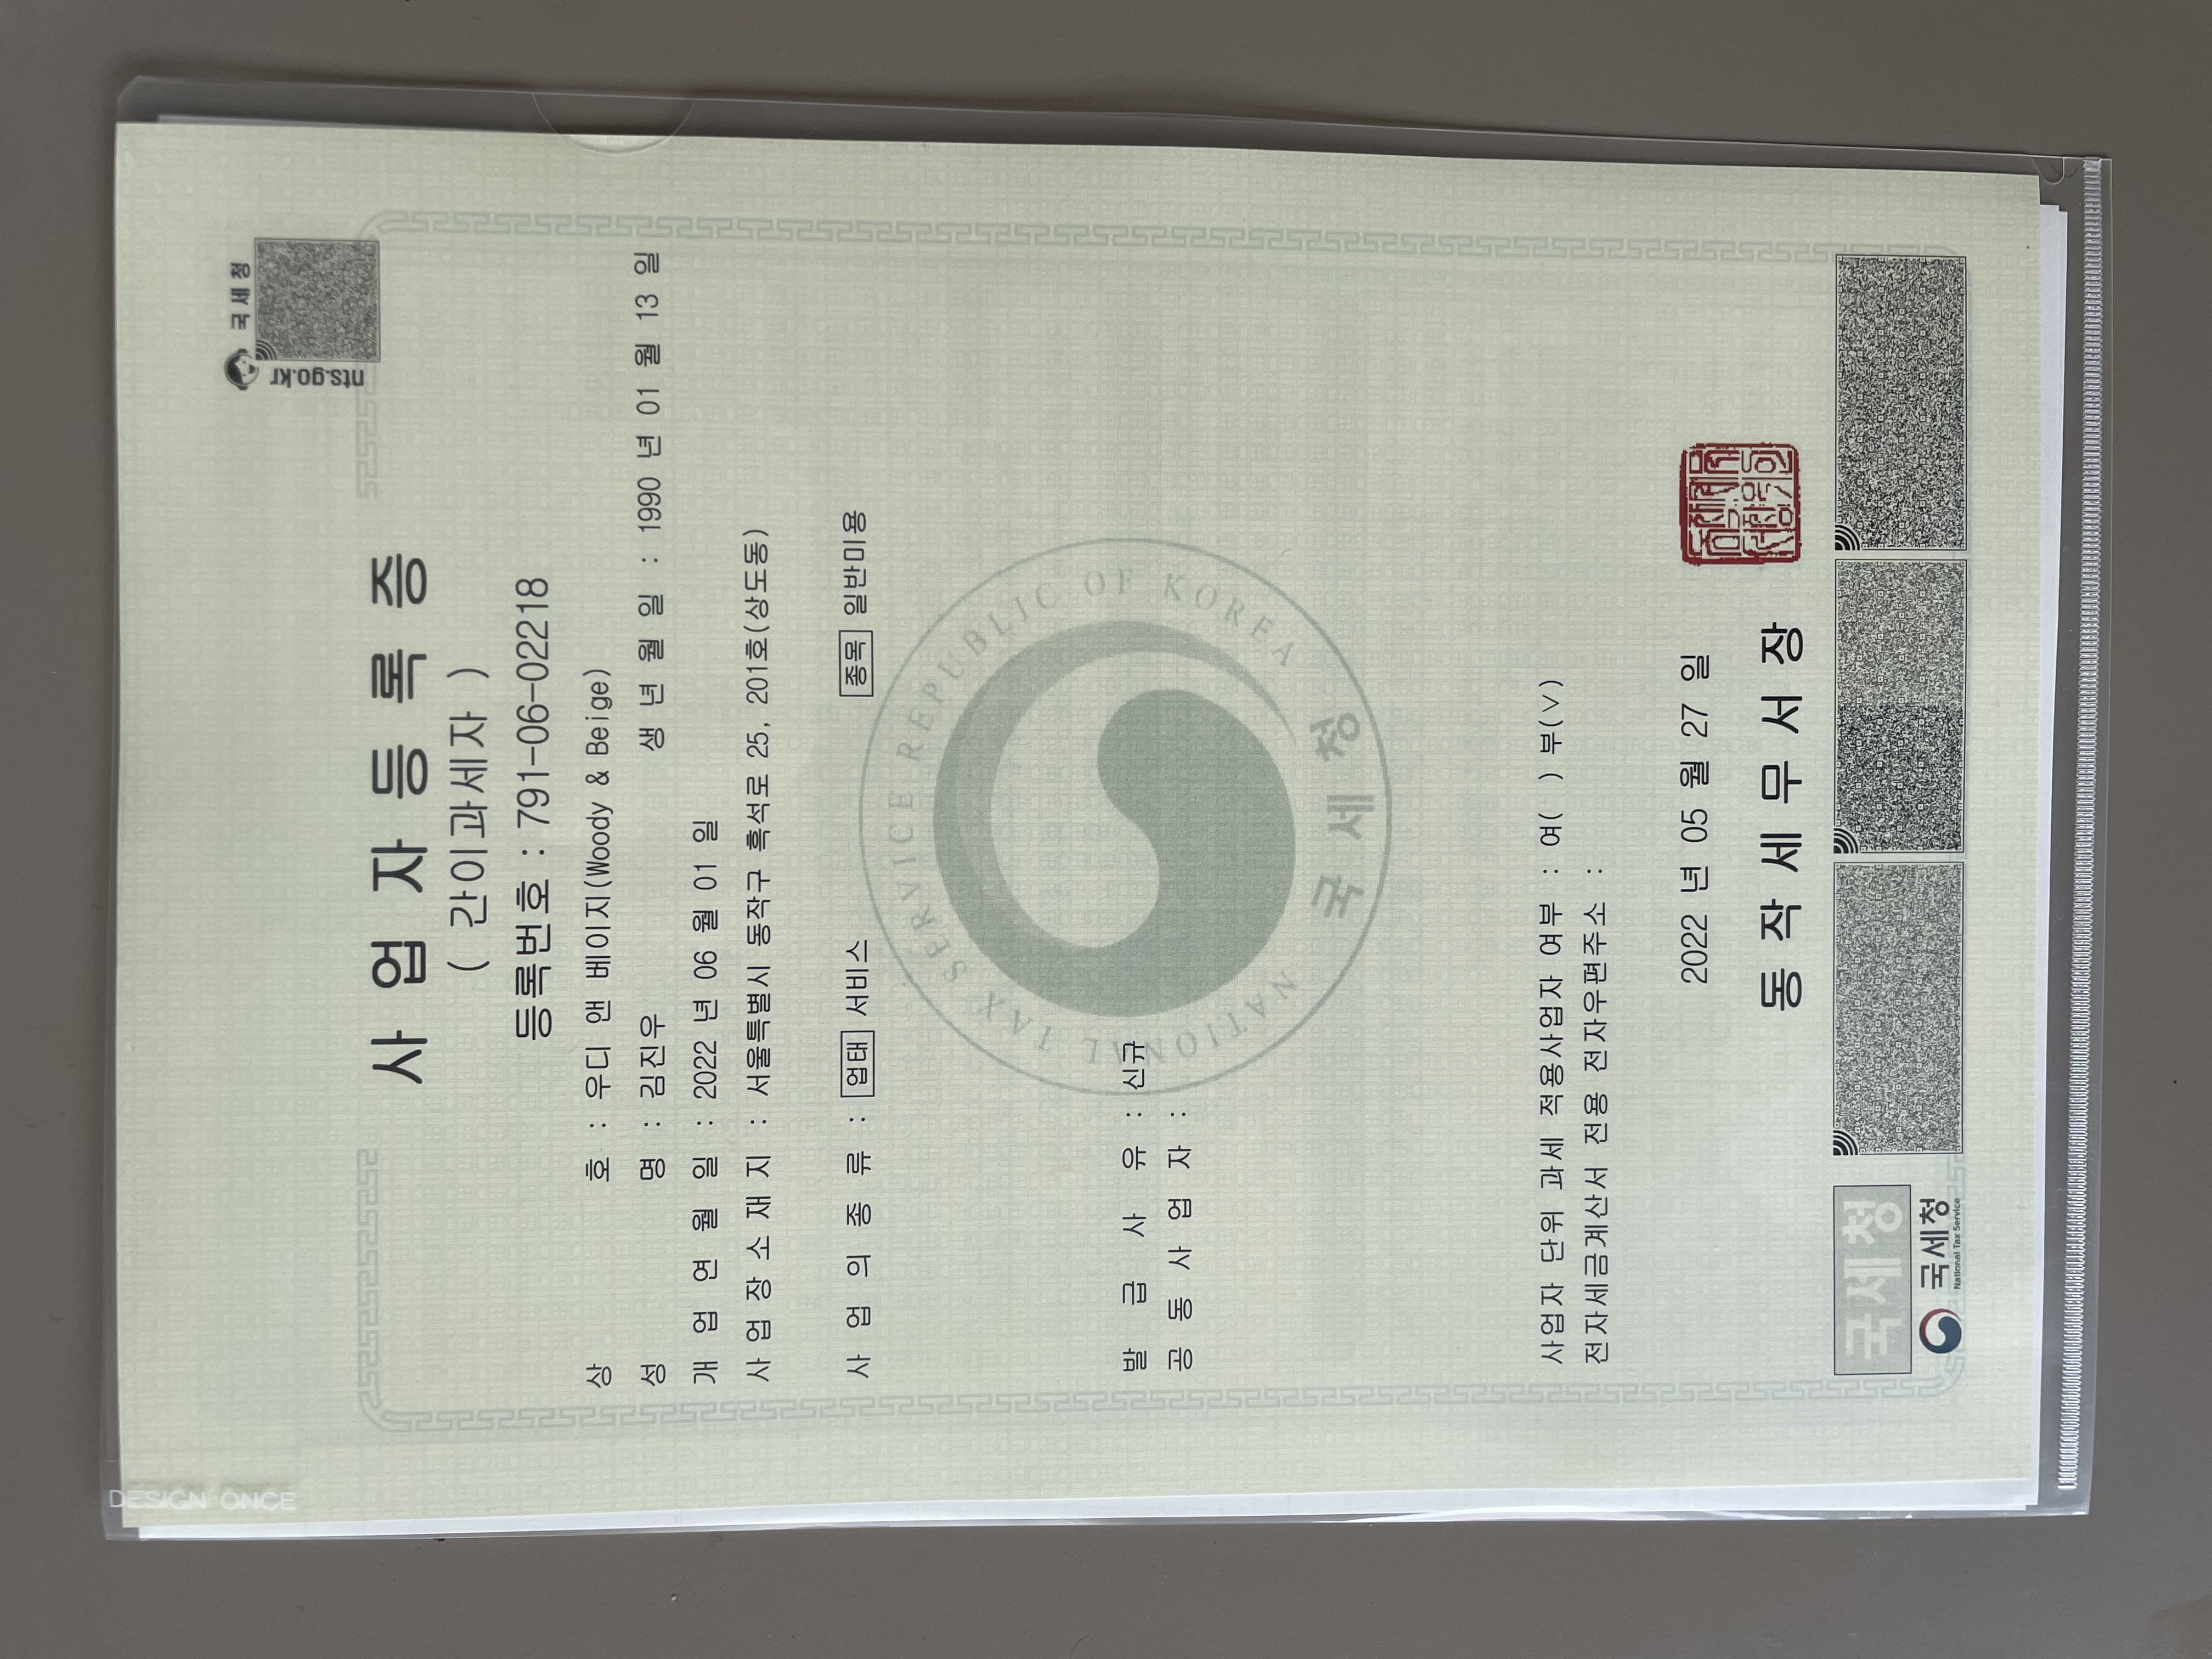 국세청
nts.go.kr
사 업 자 등 록 증
( 간이과세자 )
등록번호 : 791-06-02218
상 호 : 우디 앤 베이지(Woody & Beige)
성 명 : 김진우 생 년 월 일 : 1990 년 01 월 13 일
개 업 연 월 일 : 2022 년 06 월 01 일
사 업 장 소 재 지 : 서울특별시 동작구 흑석로 25, 201호(상도동)
사 업 의 종 류 : 업태 서비스 종목 일반미용
NATIONAL TAX SERVICE REPUBLIC OF KOREA
국세청
발 급 사 유 : 신규
공 동 사 업 자 :
사업자 단위 과세 적용사업자 여부 : 여( ) 부(∨)
전자세금계산서 전용 전자우편주소 :
2022 년 05 월 27 일
동 작 세 무 서 장
국세청
국세청
National Tax Service
DESIGN ONCE